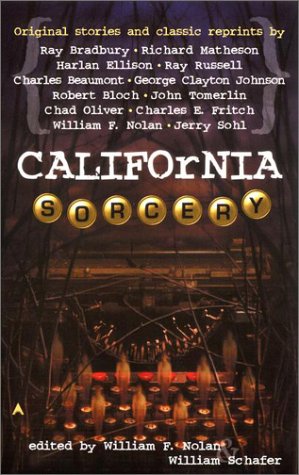 Original stories and classic reprints by
Ray Bradbury • Richard Matheson •
Harlan Ellison • Ray Russell •
Charles Beaumont • George Clayton Johnson
Robert Bloch • John Tomerlin
Chad Oliver • Charles E. Fritch
William F. Nolan • Jerry Sohl
CALIFOrNIA
SORCERY
edited by William F. Nolan
& William Schafer